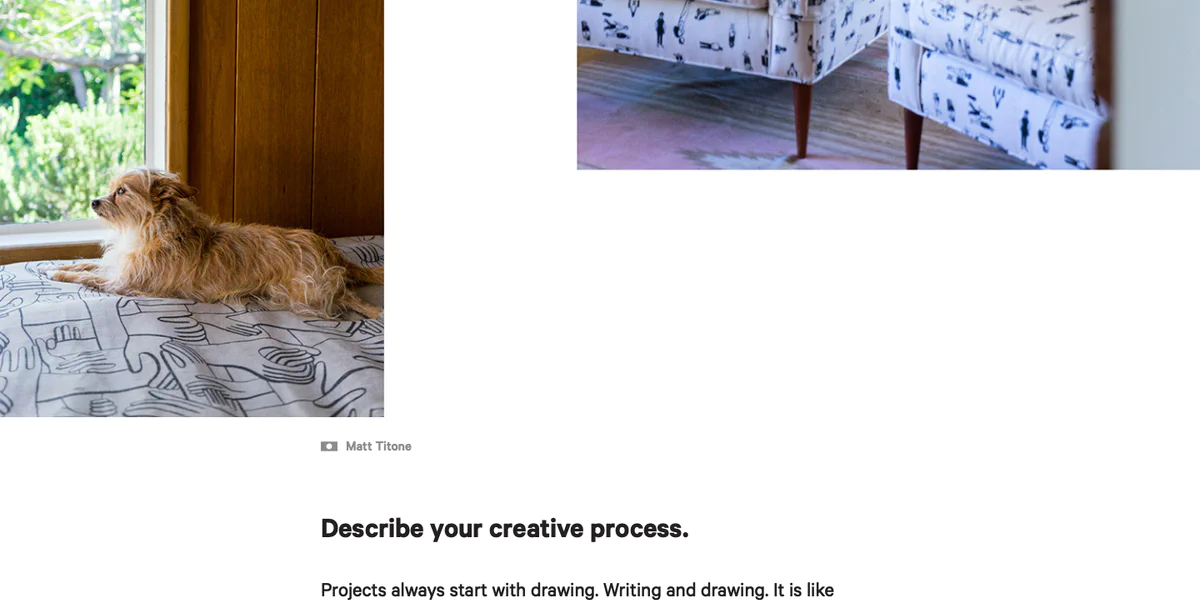 Matt Titone
Describe your creative process.
Projects always start with drawing. Writing and drawing. It is like